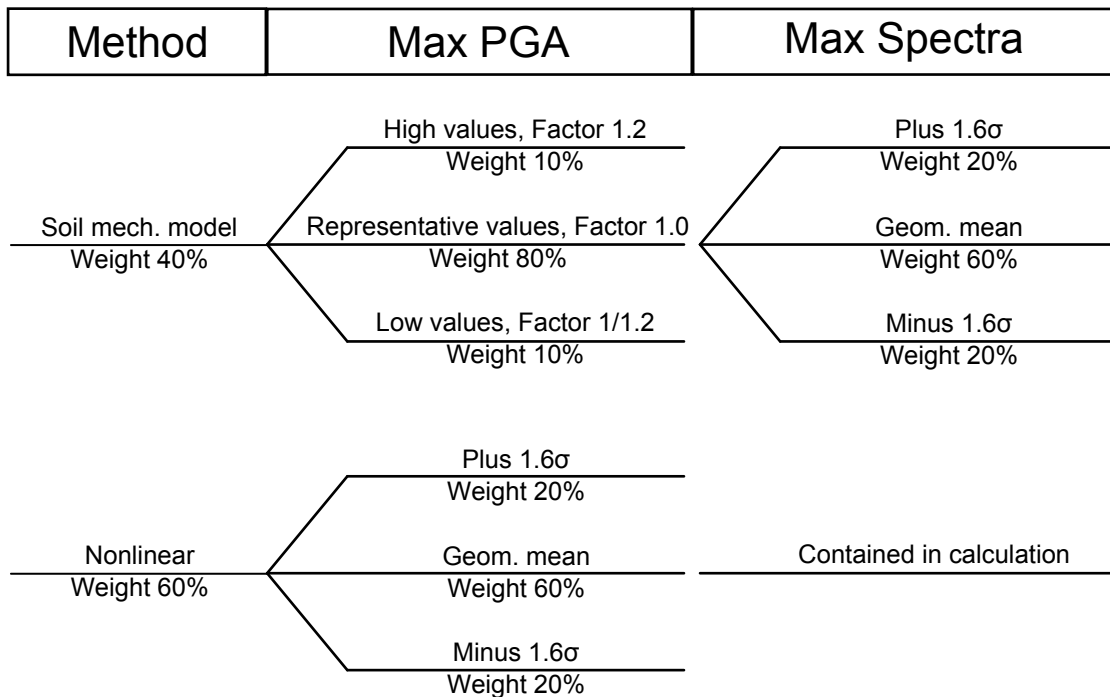 Method
Max PGA
Max Spectra
High values, Factor 1.2
Weight 10%
Plus 1.6σ
Weight 20%
Soil mech. model
Weight 40%
Representative values, Factor 1.0
Weight 80%
Geom. mean
Weight 60%
Low values, Factor 1/1.2
Weight 10%
Minus 1.6σ
Weight 20%
Plus 1.6σ
Weight 20%
Nonlinear
Weight 60%
Geom. mean
Weight 60%
Contained in calculation
Minus 1.6σ
Weight 20%